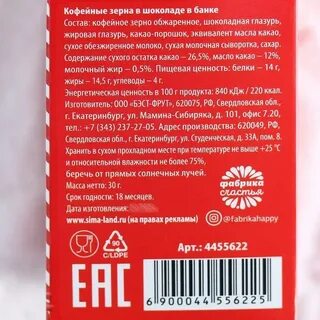 Кофейные зерна в шоколаде в банке
Состав: кофейное зерно обжаренное, шоколадная глазурь,
жировая глазурь, какао-порошок, эквивалент масла какао,
сухое обезжиренное молоко, сухая молочная сыворотка, сахар.
Содержание сухого остатка какао – 26,5%, масло какао – 12%,
молочный жир – 0,5%. Пищевая ценность: белки – 14 г,
жиры – 14,5 г, углеводы – 4 г.
Энергетическая ценность в 100 г продукта: 840 кДж / 220 ккал.
Изготовитель: ООО «БЭСТ-ФРУТ», 620075, РФ, Свердловская обл.,
г. Екатеринбург, ул. Мамина-Сибиряка, д. 101, офис 7.20,
тел.: +7 (343) 237-27-05. Адрес производства: 620049, РФ,
Свердловская обл., г. Екатеринбург, ул. Студенческая, д. 33А, пом. 8.
Хранить в сухом прохладном месте при температуре не выше +25 °С
и относительной влажности не более 75%,
беречь от прямых солнечных лучей.
Масса нетто: 30 г.
Срок годности: 18 месяцев.
Дата изготовления:
www.sima-land.ru (на правах рекламы)
фабрика
счастья
@fabrikahappy
90
C/LDPE
Арт.: 4455622
EAC
6 900044 556225